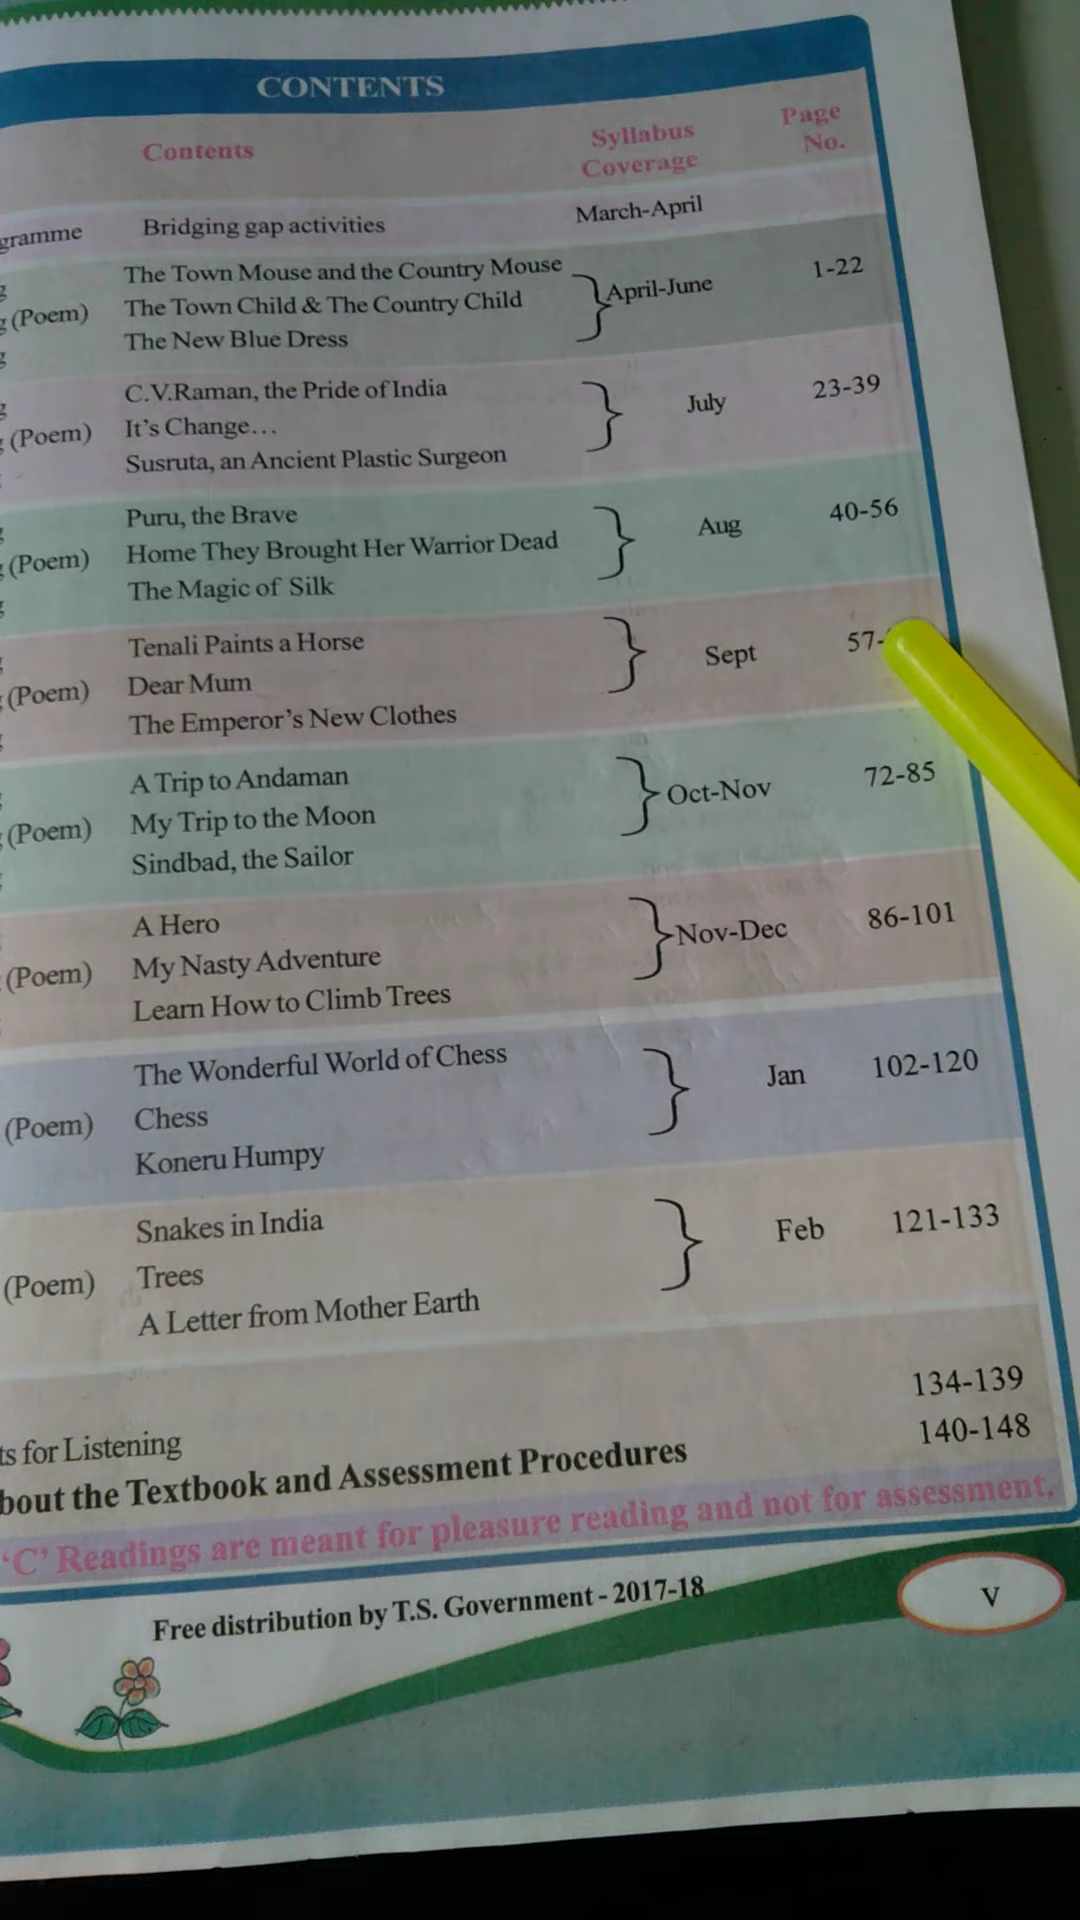 CONTENTS
Contents Syllabus Coverage Page No.
Bridging gap activities March-April
The Town Mouse and the Country Mouse
(Poem) The Town Child & The Country Child April-June 1-22
The New Blue Dress
C.V.Raman, the Pride of India
(Poem) It's Change... July 23-39
Susruta, an Ancient Plastic Surgeon
Puru, the Brave
(Poem) Home They Brought Her Warrior Dead Aug 40-56
The Magic of Silk
Tenali Paints a Horse
(Poem) Dear Mum Sept 57-
The Emperor's New Clothes
A Trip to Andaman
(Poem) My Trip to the Moon Oct-Nov 72-85
Sindbad, the Sailor
A Hero
(Poem) My Nasty Adventure Nov-Dec 86-101
Learn How to Climb Trees
The Wonderful World of Chess
(Poem) Chess Jan 102-120
Koneru Humpy
Snakes in India
(Poem) Trees Feb 121-133
A Letter from Mother Earth
for Listening 134-139
the Textbook and Assessment Procedures 140-148
'C' Readings are meant for pleasure reading and not for assessment.
Free distribution by T.S. Government - 2017-18
V